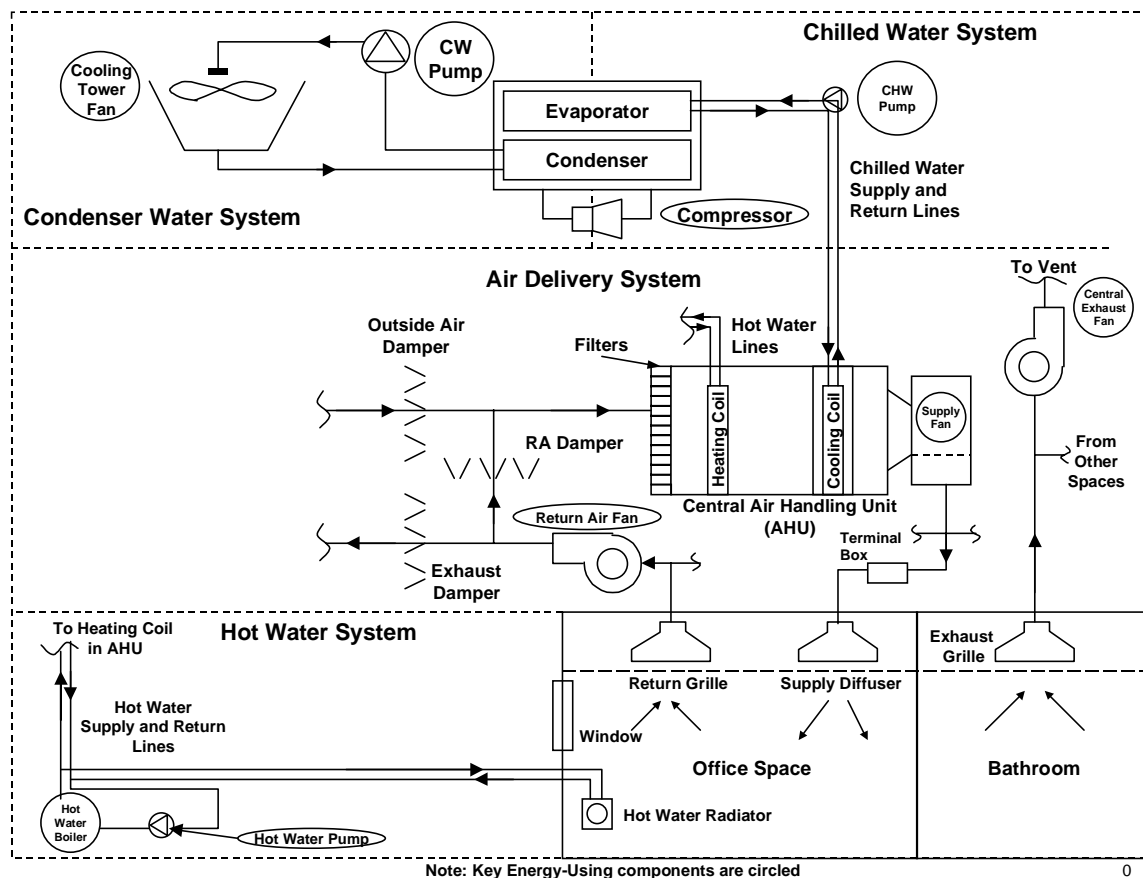 Chilled Water System
CW
Pump
Cooling
Tower
Fan
CHW
Pump
Evaporator
Condenser
Chilled Water
Supply and
Return Lines
Compressor
Condenser Water System
Air Delivery System
To Vent
Central
Exhaust
Fan
Outside Air
Damper
Filters
Hot Water
Lines
Supply
Fan
Heating Coil
Cooling Coil
RA Damper
From
Other
Spaces
Central Air Handling Unit
(AHU)
Return Air Fan
Terminal
Box
Exhaust
Damper
To Heating Coil
in AHU
Hot Water System
Exhaust
Grille
Return Grille
Supply Diffuser
Hot Water
Supply and Return
Lines
Window
Office Space
Bathroom
Hot
Water
Boiler
Hot Water Pump
Hot Water Radiator
Note: Key Energy-Using components are circled
0